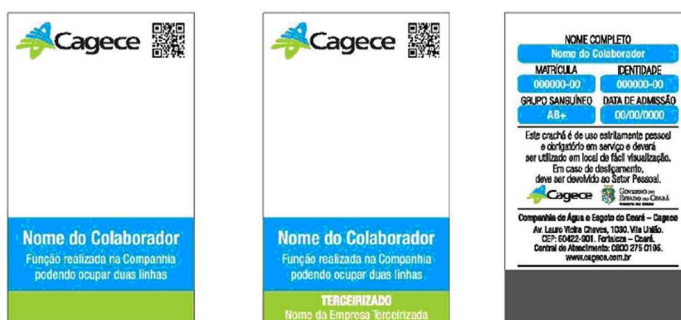 Cagece
Nome do Colaborador
Função realizada na Companhia
podendo ocupar duas linhas
Cagece
Nome do Colaborador
Função realizada na Companhia
podendo ocupar duas linhas
TERCEIRIZADO
Nome da Empresa Terceirizada
NOME COMPLETO
Nome do Colaborador
MATRÍCULA IDENTIDADE
000000-00 000000-00
GRUPO SANGUÍNEO DATA DE ADMISSÃO
AB+ 00/00/0000
Este crachá é de uso estritamente pessoal
e obrigatório em serviço e deverá
ser utilizado em local de fácil visualização.
Em caso de desligamento,
deve ser devolvido ao Setor Pessoal.
Cagece GOVERNO DO
ESTADO DO CEARÁ
Companhia de Água e Esgoto do Ceará – Cagece
Av. Lauro Vieira Chaves, 1030. Vila União.
CEP: 60422-901. Fortaleza – Ceará.
Central de Atendimento: 0800 275 0195.
www.cagece.com.br